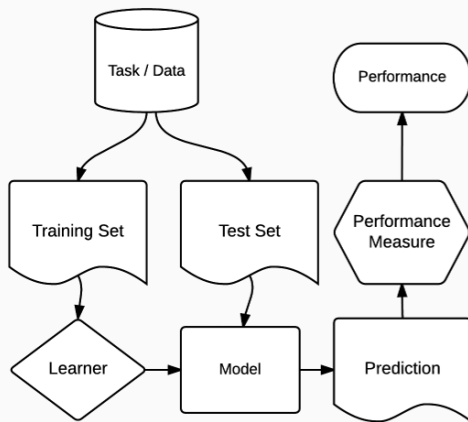 Task / Data
Performance
Training Set
Test Set
Performance
Measure
Learner
Model
Prediction